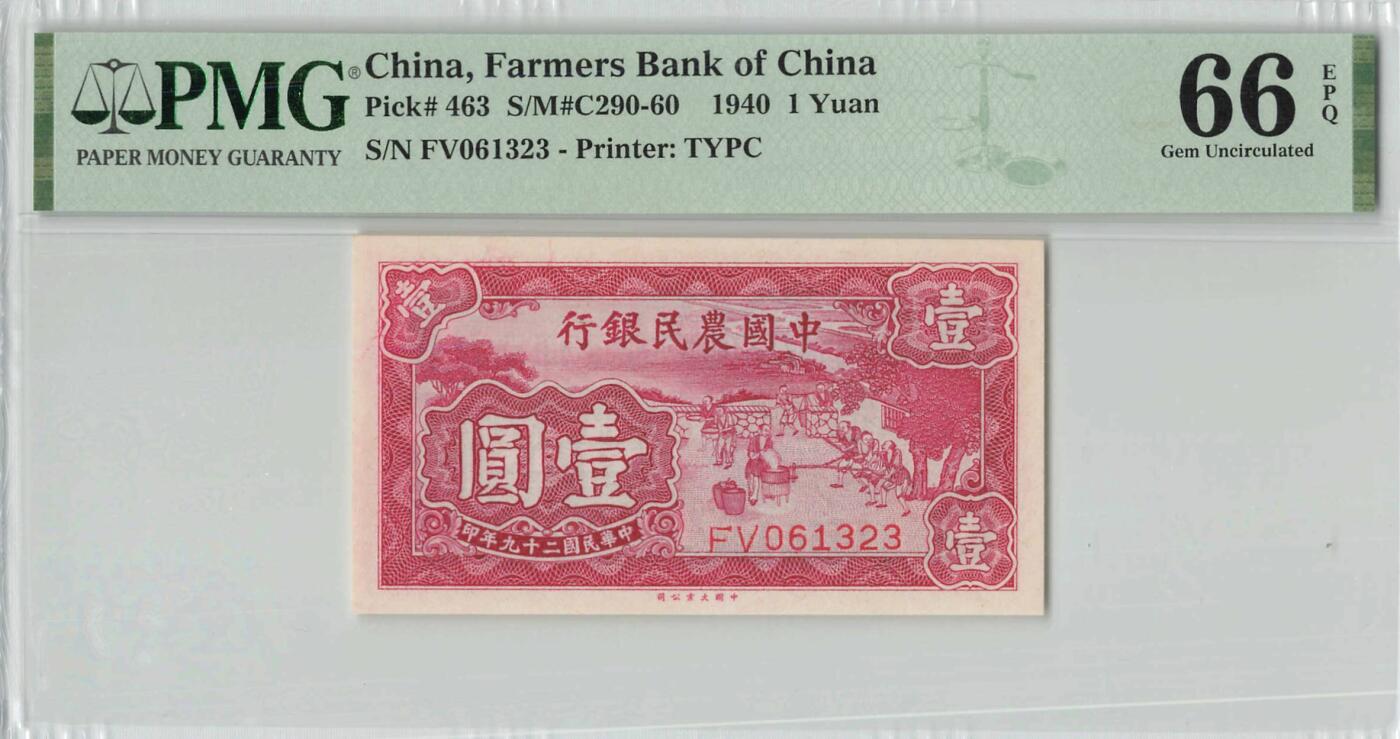 PMG®
PAPER MONEY GUARANTY
China, Farmers Bank of China
Pick# 463 S/M#C290-60 1940 1 Yuan
S/N FV061323 - Printer: TYPC
66 EPQ
Gem Uncirculated
壹
壹
中國農民銀行
壹圓
中華民國二十九年印
FV061323
壹
中國大業公司